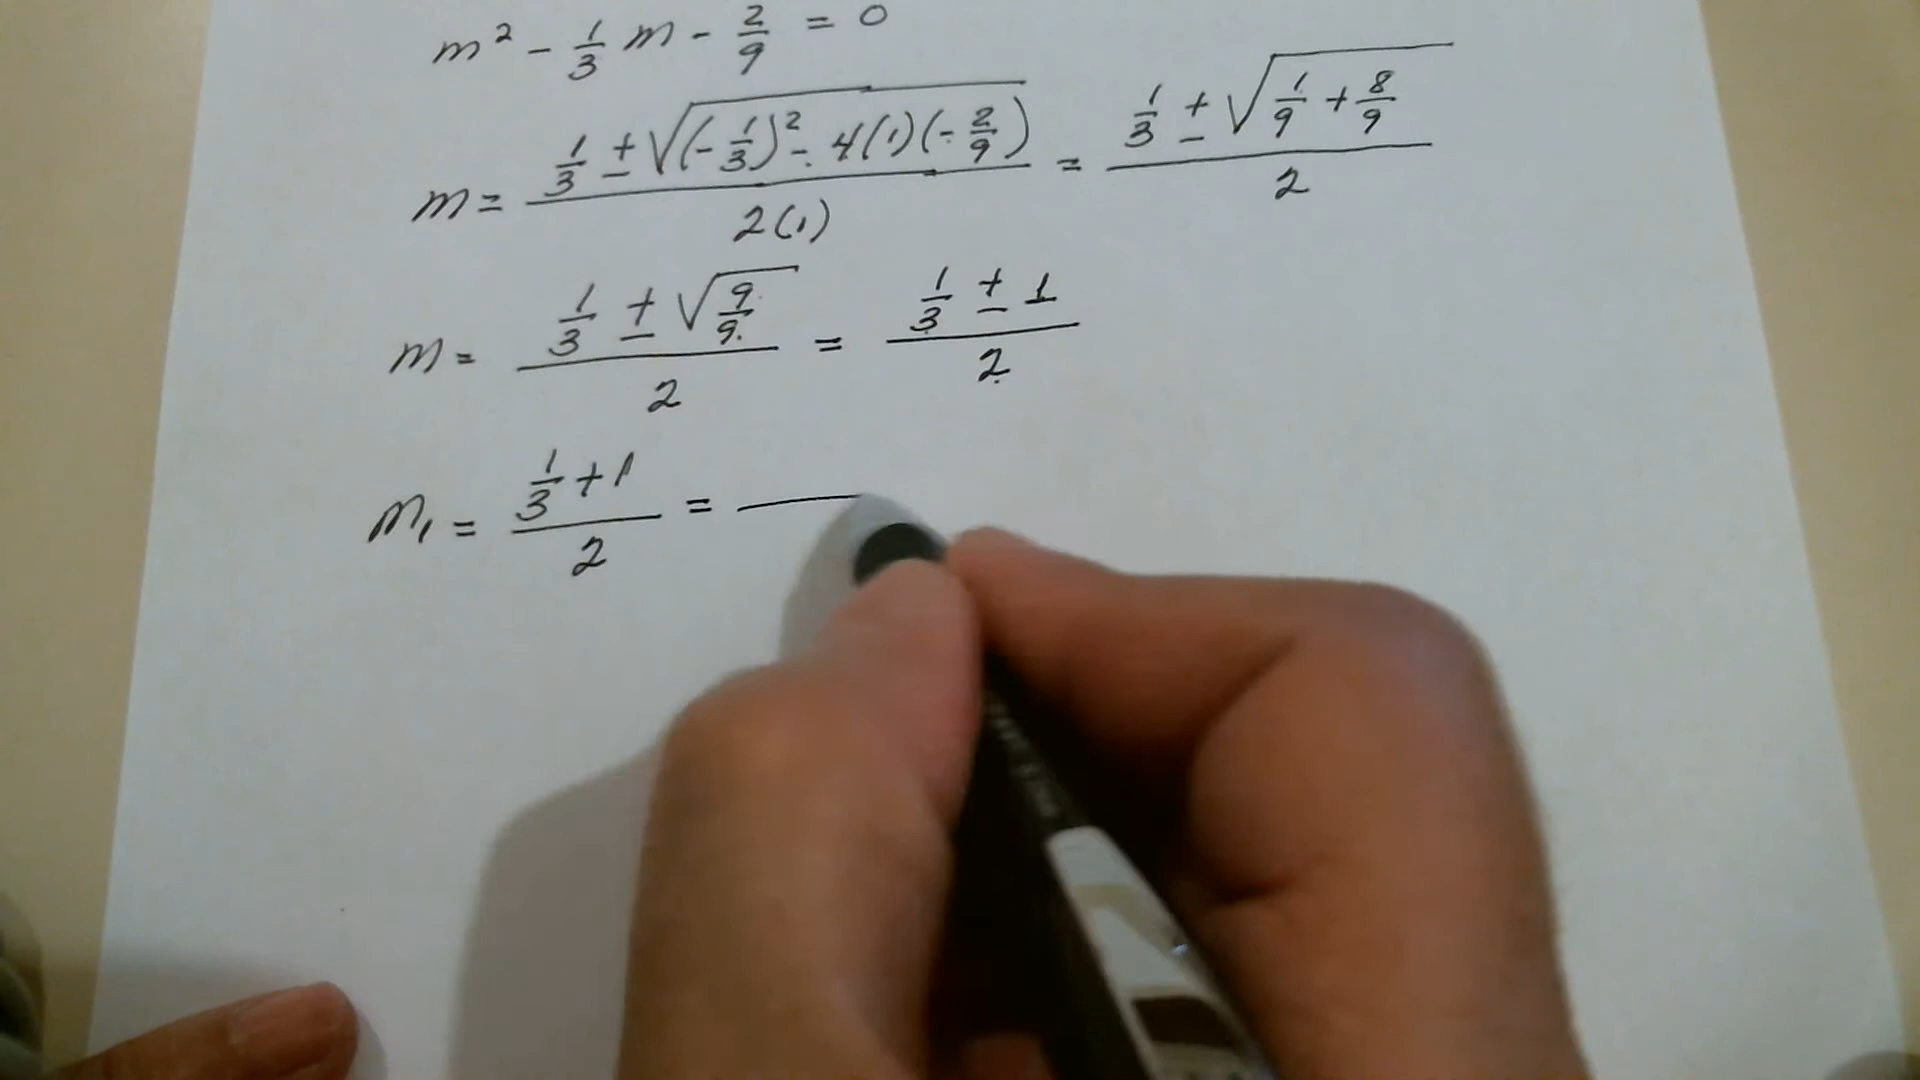 m² - 1/3 m - 2/9 = 0
m = (1/3 ± √((-1/3)² - 4(1)(-2/9))) / 2(1) = (1/3 ± √(1/9 + 8/9)) / 2
m = (1/3 ± √(9/9)) / 2 = (1/3 ± 1) / 2
m₁ = (1/3 + 1) / 2 =